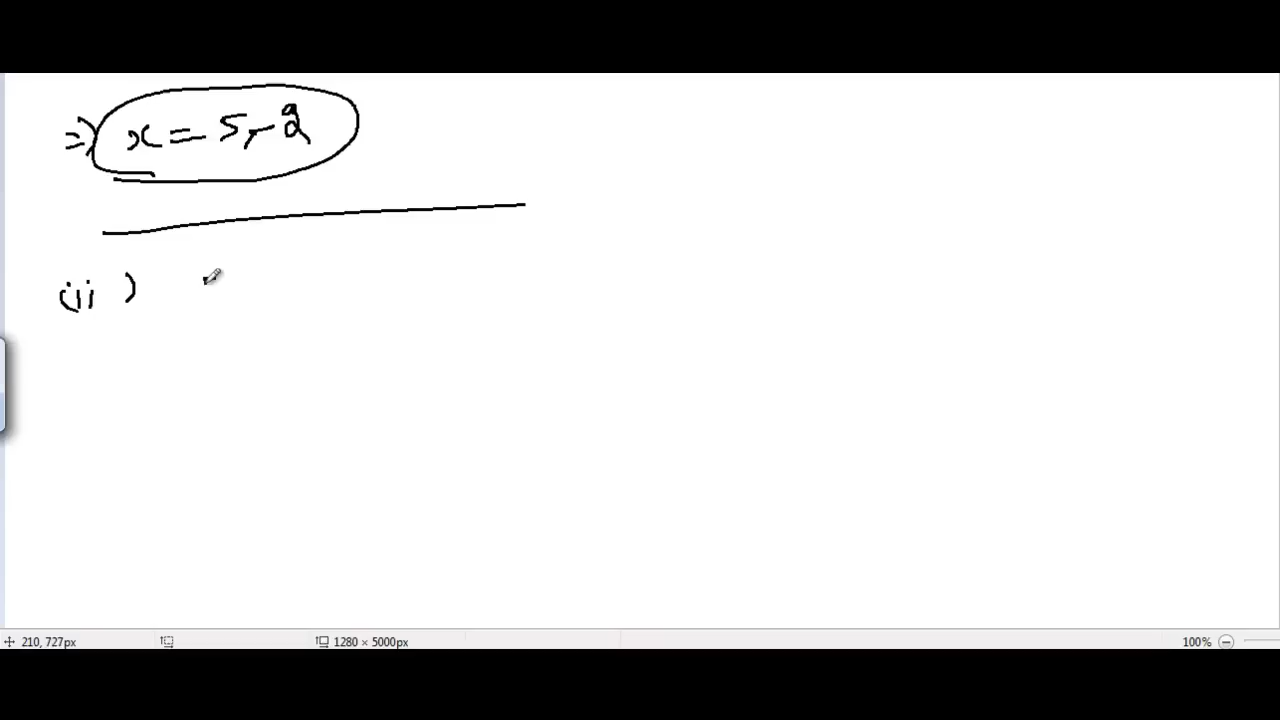 ⇒ x = 5, -2
(ii)
210, 727px 1280 × 5000px 100%